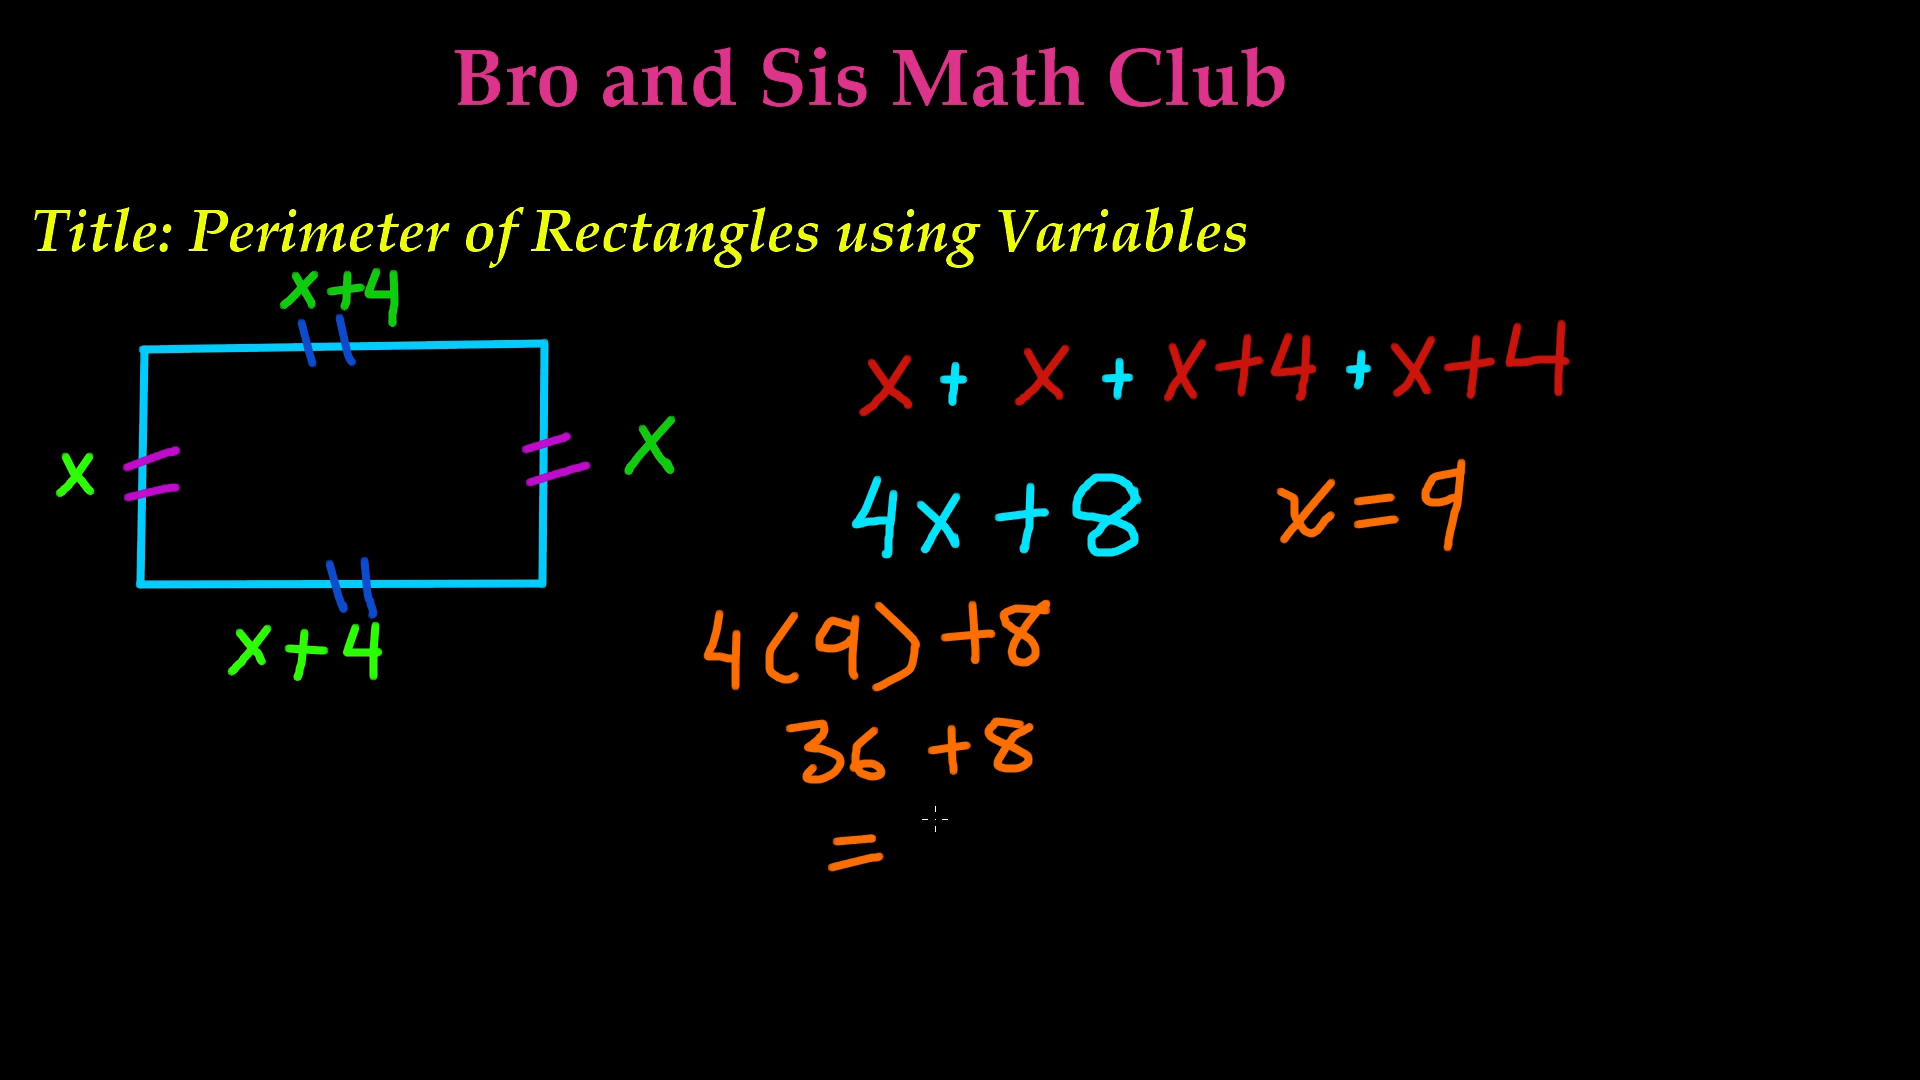 Bro and Sis Math Club
Title: Perimeter of Rectangles using Variables
x+4
x
x
x+4
x + x + x+4 + x+4
4x+8
x=9
4(9)+8
36 +8
=